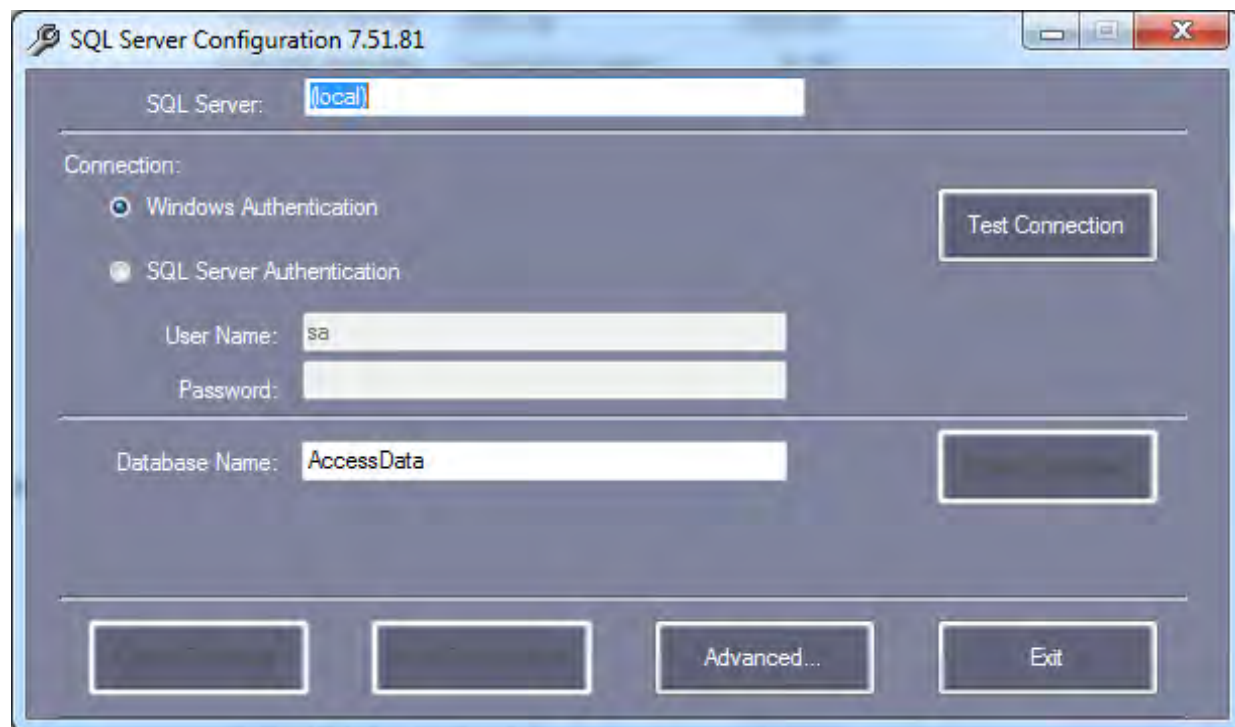 SQL Server Configuration 7.51.81
SQL Server: (local)
Connection:
Windows Authentication
Test Connection
SQL Server Authentication
User Name: sa
Password:
Database Name: AccessData
Advanced... Exit